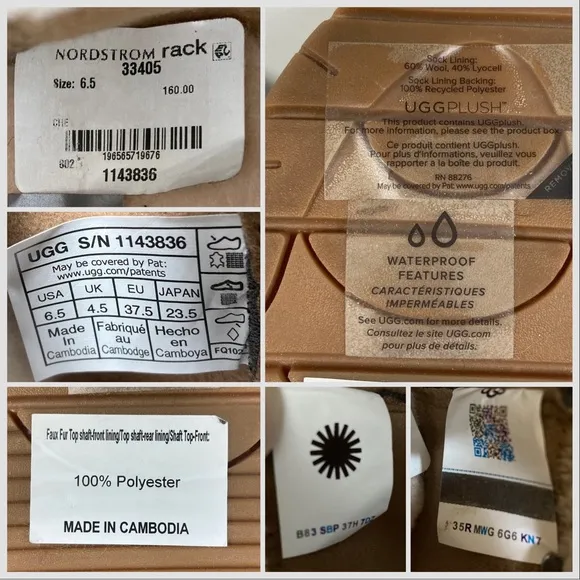 NORDSTROM rack
33405
Size: 6.5
160.00
CHE
196565719676
1143836
Sock Lining:
60% Wool, 40% Lyocell
Sock Lining Backing:
100% Recycled Polyester
UGGPLUSH™
This product contains UGGplush.
For more information, please see the product box.
Ce produit contient UGGplush.
Pour plus d'informations, veuillez vous
rapporter à la boîte du produit.
RN 88276
May be covered by Pat: www.ugg.com/patents
WATERPROOF
FEATURES
CARACTÉRISTIQUES
IMPERMÉABLES
See UGG.com for more details.
Consultez le site UGG.com
pour plus de détails.
UGG S/N 1143836
May be covered by Pat:
www.ugg.com/patents
USA UK EU JAPAN
6.5 4.5 37.5 23.5
Made in Cambodia Fabriqué au Cambodge Hecho en Camboya
Faux Fur Top shaft-front lining/Top shaft-rear lining/Shaft Top-Front:
100% Polyester
MADE IN CAMBODIA
B83 SBP 37H
35R MWG 6G6 KN7